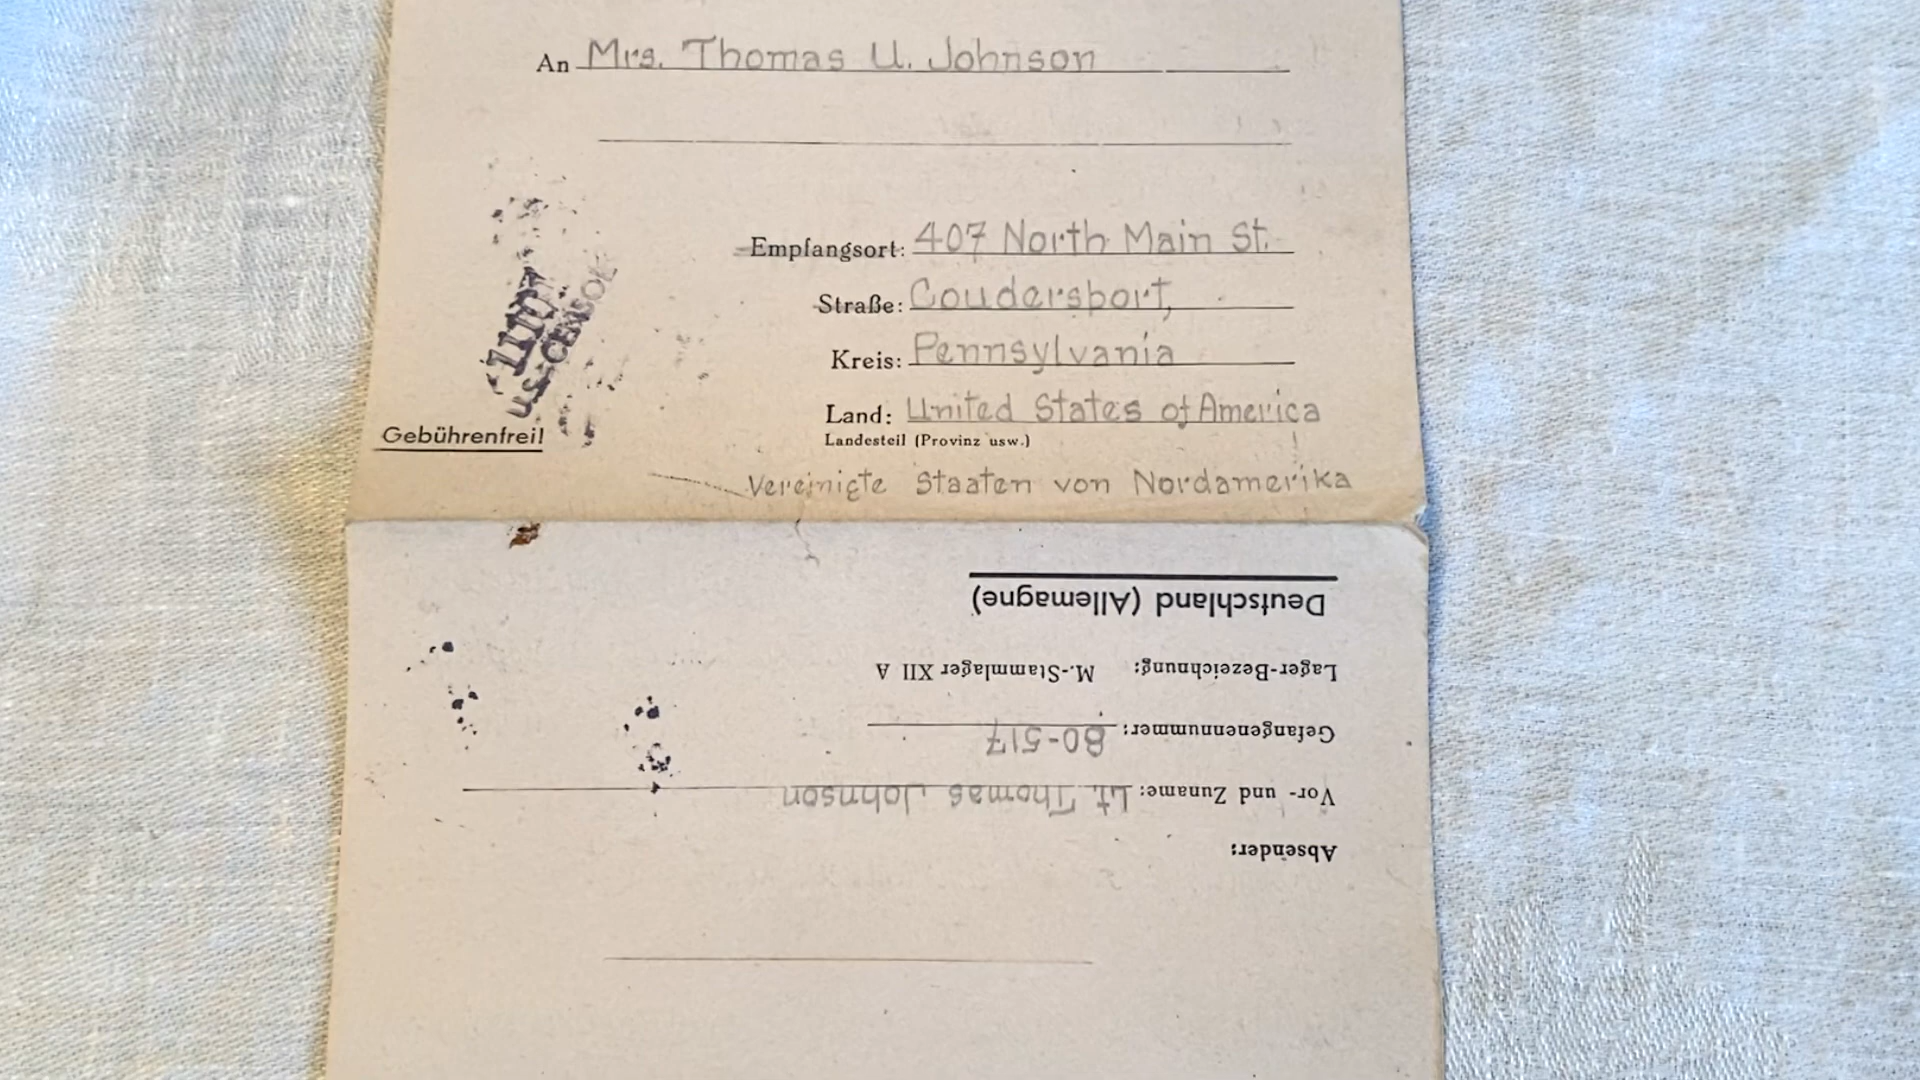 An Mrs. Thomas U. Johnson
Empfangsort: 407 North Main St.
Straße: Coudersport,
Kreis: Pennsylvania
Land: United States of America
Landesteil (Provinz usw.)
Gebührenfrei!
U.S. CENSOR
Vereinigte Staaten von Nordamerika
Absender:
Vor- und Zuname: Lt. Thomas Johnson
Gefangenennummer: 80-517
Lager-Bezeichnung: M.-Stammlager XII A
Deutschland (Allemagne)